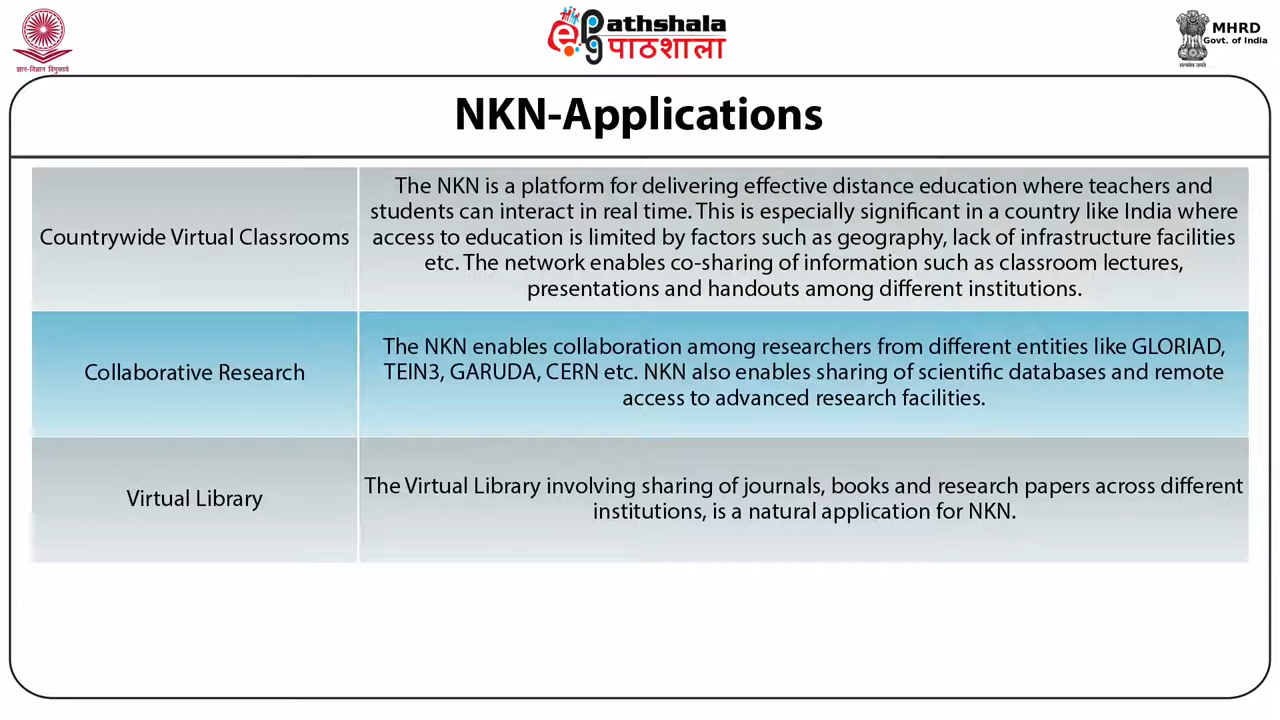 ज्ञान-विज्ञान विमुक्तये
epg
athshala
पाठशाला
MHRD
Govt. of India
सत्यमेव जयते
NKN-Applications
Countrywide Virtual Classrooms
The NKN is a platform for delivering effective distance education where teachers and
students can interact in real time. This is especially significant in a country like India where
access to education is limited by factors such as geography, lack of infrastructure facilities
etc. The network enables co-sharing of information such as classroom lectures,
presentations and handouts among different institutions.
Collaborative Research
The NKN enables collaboration among researchers from different entities like GLORIAD,
TEIN3, GARUDA, CERN etc. NKN also enables sharing of scientific databases and remote
access to advanced research facilities.
Virtual Library
The Virtual Library involving sharing of journals, books and research papers across different
institutions, is a natural application for NKN.